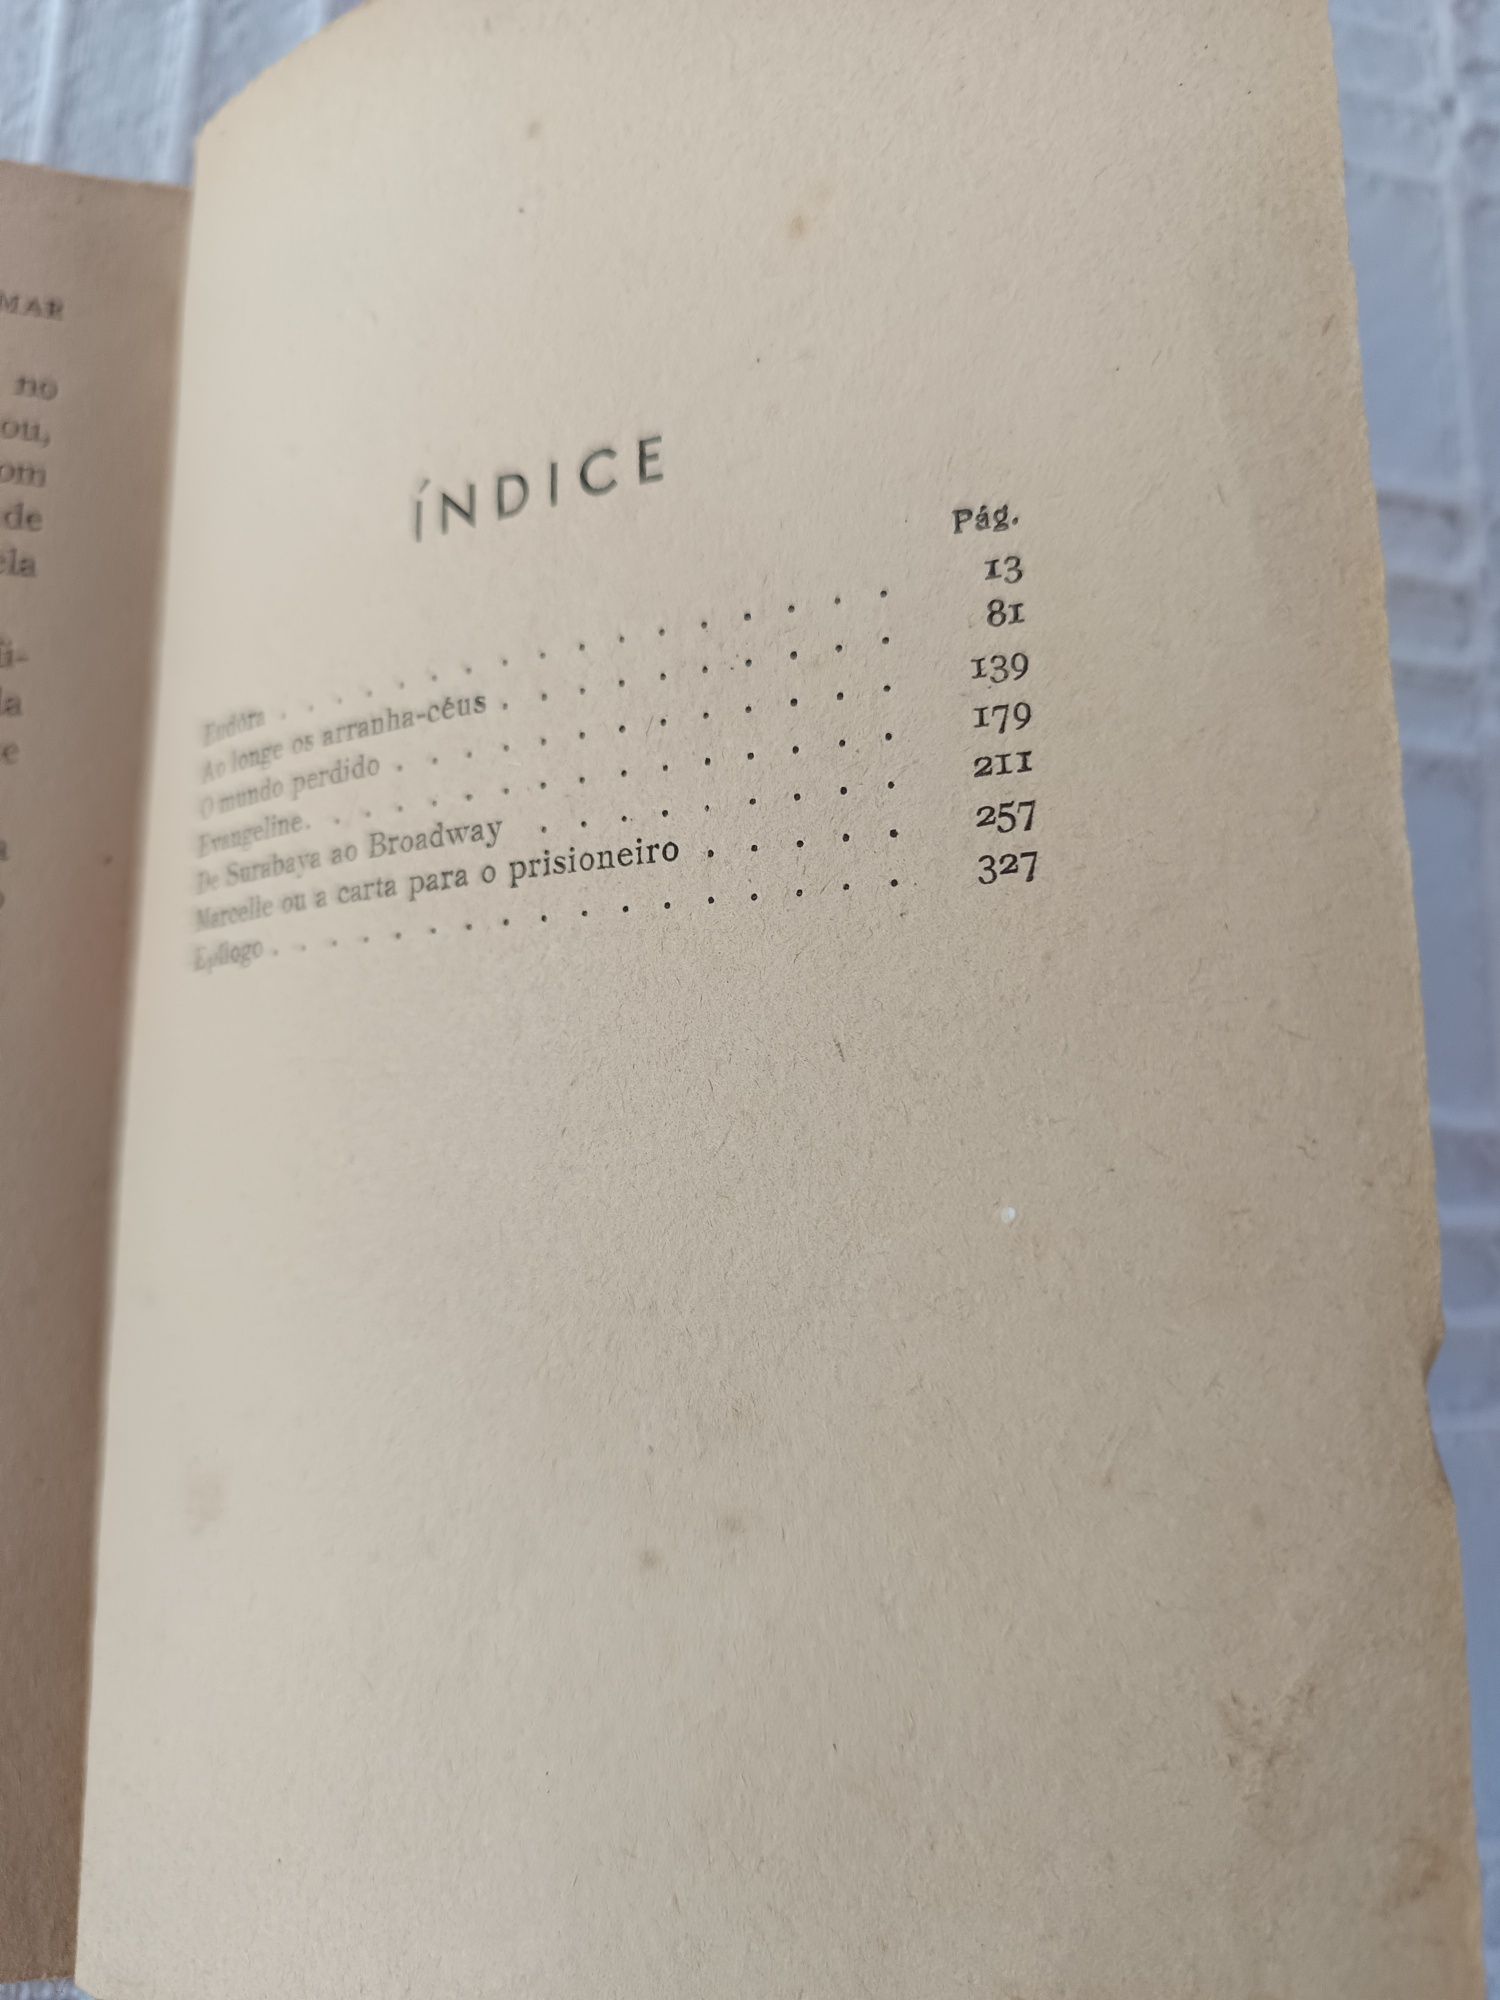 MAR
no
ou,
om
de
ela
ÍNDICE
Pág.
Eudóra . . . . . . . . . . . . . . . . 13
Ao longe os arranha-céus . . . . . . . . . . 81
O mundo perdido . . . . . . . . . . . . . 139
Evangeline. . . . . . . . . . . . . . . . 179
De Surabaya ao Broadway . . . . . . . . . 211
Marcelle ou a carta para o prisioneiro . . . . . 257
Epílogo . . . . . . . . . . . . . . . . 327